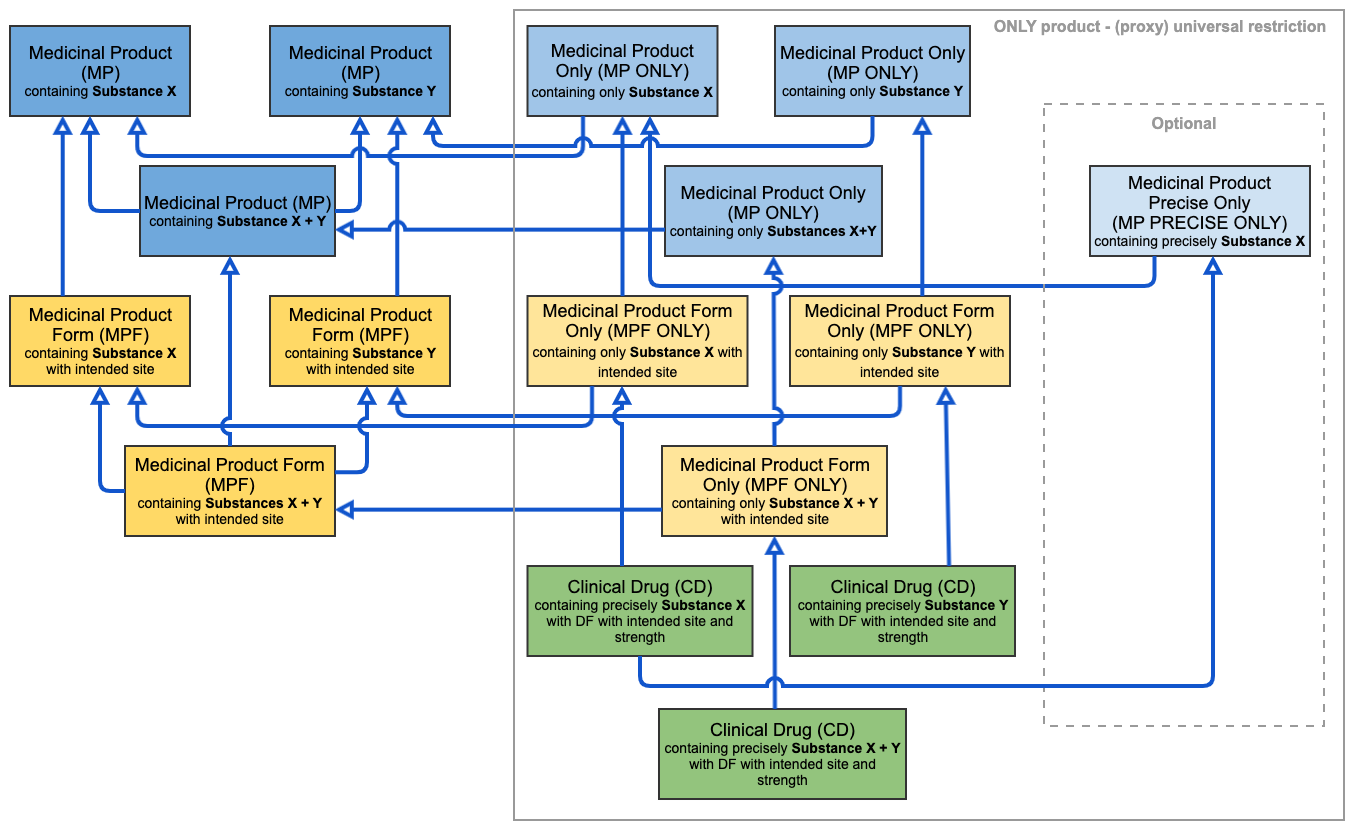 ONLY product - (proxy) universal restriction
Medicinal Product
(MP)
containing Substance X
Medicinal Product
(MP)
containing Substance Y
Medicinal Product
Only (MP ONLY)
containing only Substance X
Medicinal Product Only
(MP ONLY)
containing only Substance Y
Optional
Medicinal Product (MP)
containing Substance X + Y
Medicinal Product Only
(MP ONLY)
containing only Substances X+Y
Medicinal Product
Precise Only
(MP PRECISE ONLY)
containing precisely Substance X
Medicinal Product
Form (MPF)
containing Substance X
with intended site
Medicinal Product
Form (MPF)
containing Substance Y
with intended site
Medicinal Product Form
Only (MPF ONLY)
containing only Substance X with
intended site
Medicinal Product Form
Only (MPF ONLY)
containing only Substance Y with
intended site
Medicinal Product Form
(MPF)
containing Substances X + Y
with intended site
Medicinal Product Form
Only (MPF ONLY)
containing only Substance X + Y
with intended site
Clinical Drug (CD)
containing precisely Substance X
with DF with intended site and
strength
Clinical Drug (CD)
containing precisely Substance Y
with DF with intended site and
strength
Clinical Drug (CD)
containing precisely Substance X + Y
with DF with intended site and
strength